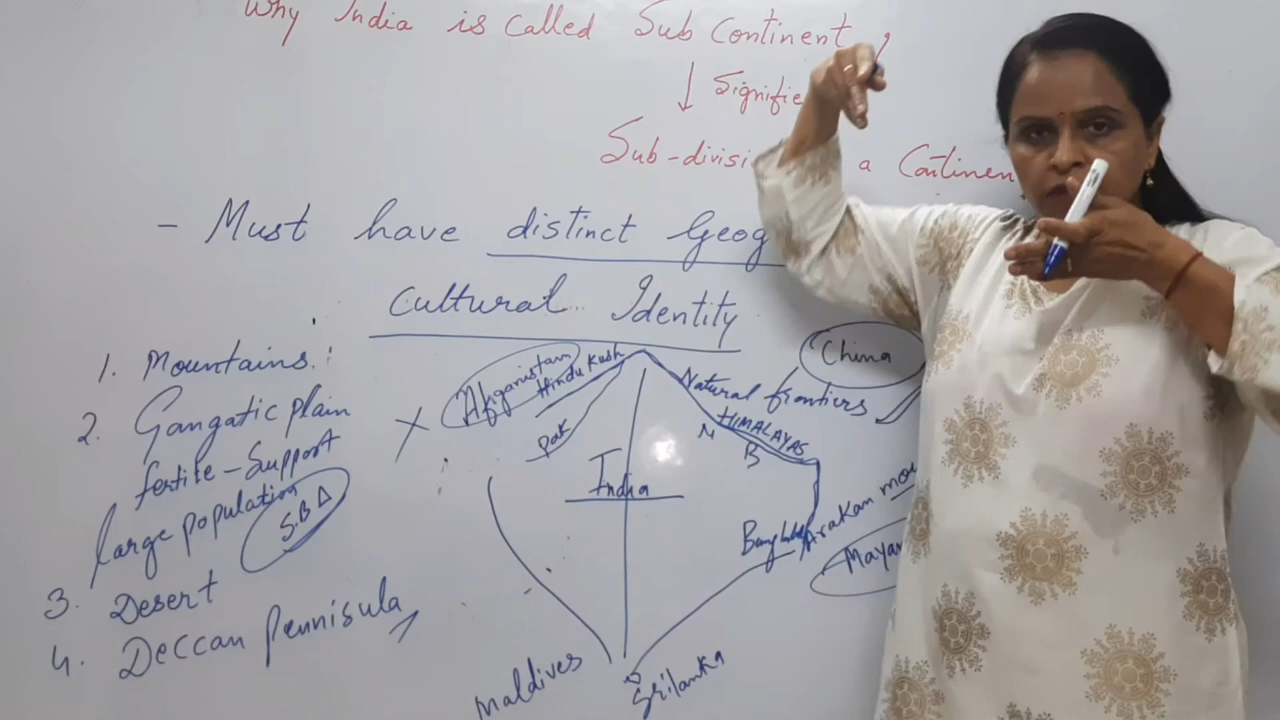 Why India is called Sub Continent
↓ Signifie
Sub-divisi a Continen
- Must have distinct Geog
Cultural Identity
1. Mountains:
2. Gangatic plain
fertile - Support
large population
S.B.A
3. Desert
4. Deccan Pennisula
Afganistan
Hindu Kush
Pak
India
Natural frontiers
HIMALAYAS
N
B
China
Arakan mou
Mayan
Maldives
Srilanka